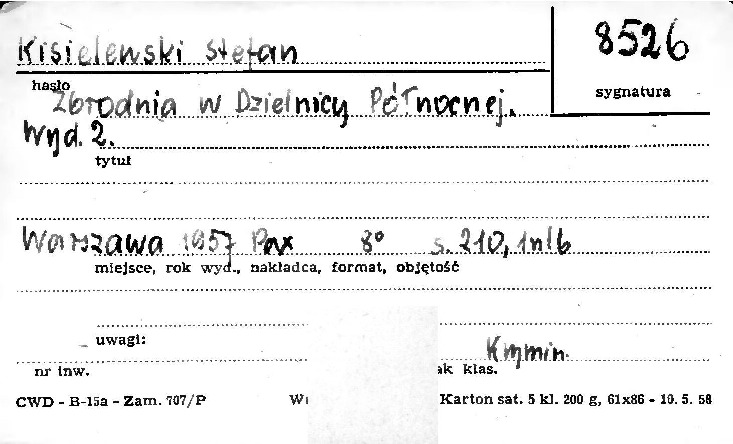 Kisielewski Stefan
8526
hasło
sygnatura
Zbrodnia w Dzielnicy Północnej.
Wyd. 2.
tytuł
Warszawa 1957 Pax 8° s. 210, 1nlb
miejsce, rok wyd., nakładca, format, objętość
uwagi:
Krymin.
nr inw.
ak klas.
CWD - B-15a - Zam. 707/P
Karton sat. 5 kl. 200 g, 61x86 - 10. 5. 58